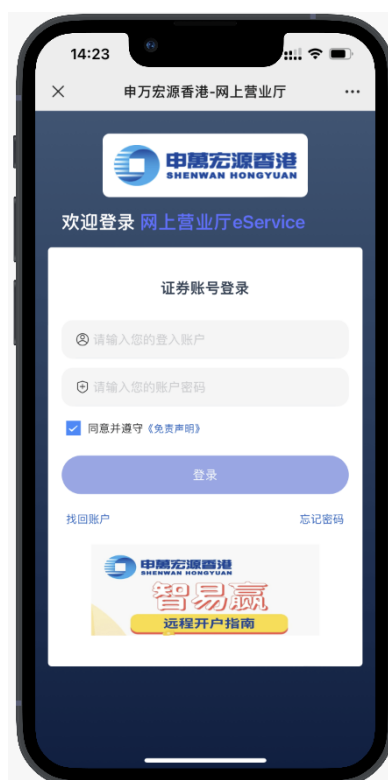 14:23
申万宏源香港-网上营业厅
申萬宏源香港
SHENWAN HONGYUAN
欢迎登录 网上营业厅eService
证券账号登录
请输入您的登入账户
请输入您的账户密码
同意并遵守《免责声明》
登录
找回账户 忘记密码
申萬宏源香港
SHENWAN HONGYUAN
智易赢
远程开户指南